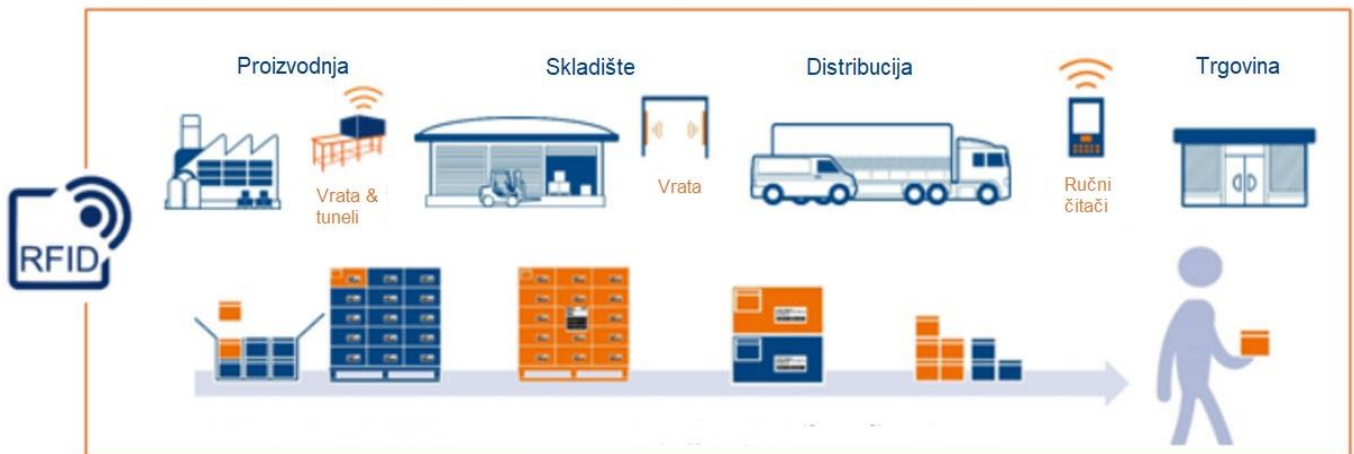 Proizvodnja
Skladište
Distribucija
Trgovina
Vrata &
tuneli
Vrata
Ručni
čitači
RFID